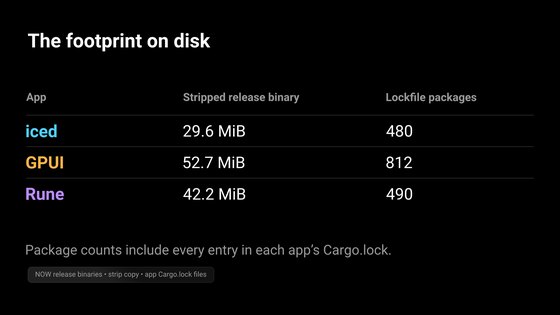 The footprint on disk
App Stripped release binary Lockfile packages
iced 29.6 MiB 480
GPUI 52.7 MiB 812
Rune 42.2 MiB 490
Package counts include every entry in each app’s Cargo.lock.
NOW release binaries • strip copy • app Cargo.lock files